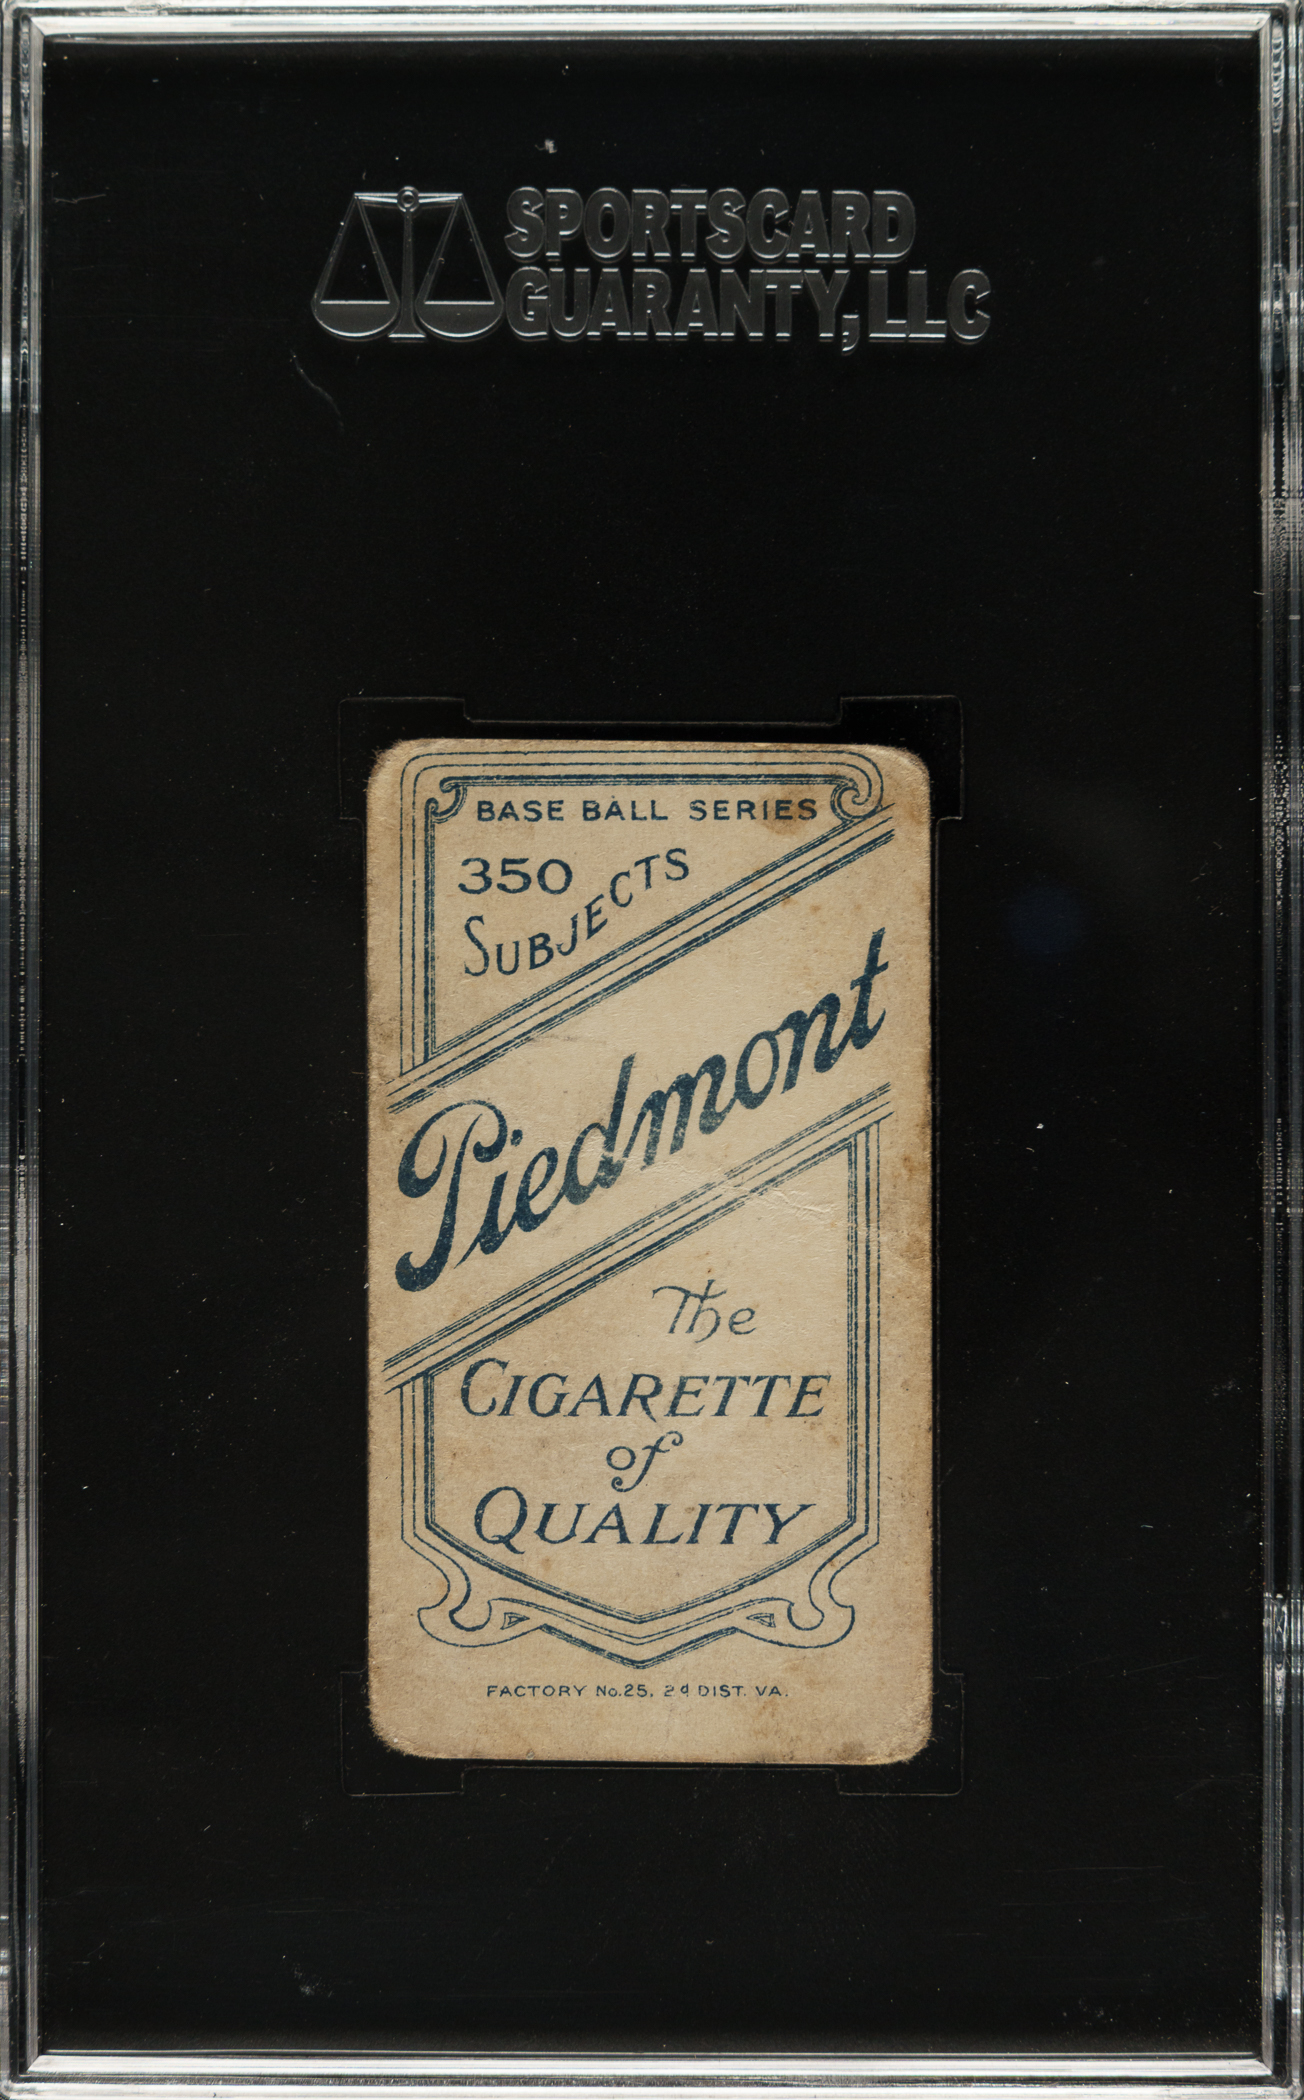 SPORTSCARD
GUARANTY, LLC
BASE BALL SERIES
350
SUBJECTS
Piedmont
The
CIGARETTE
of
QUALITY
FACTORY No.25, 2d DIST. VA.